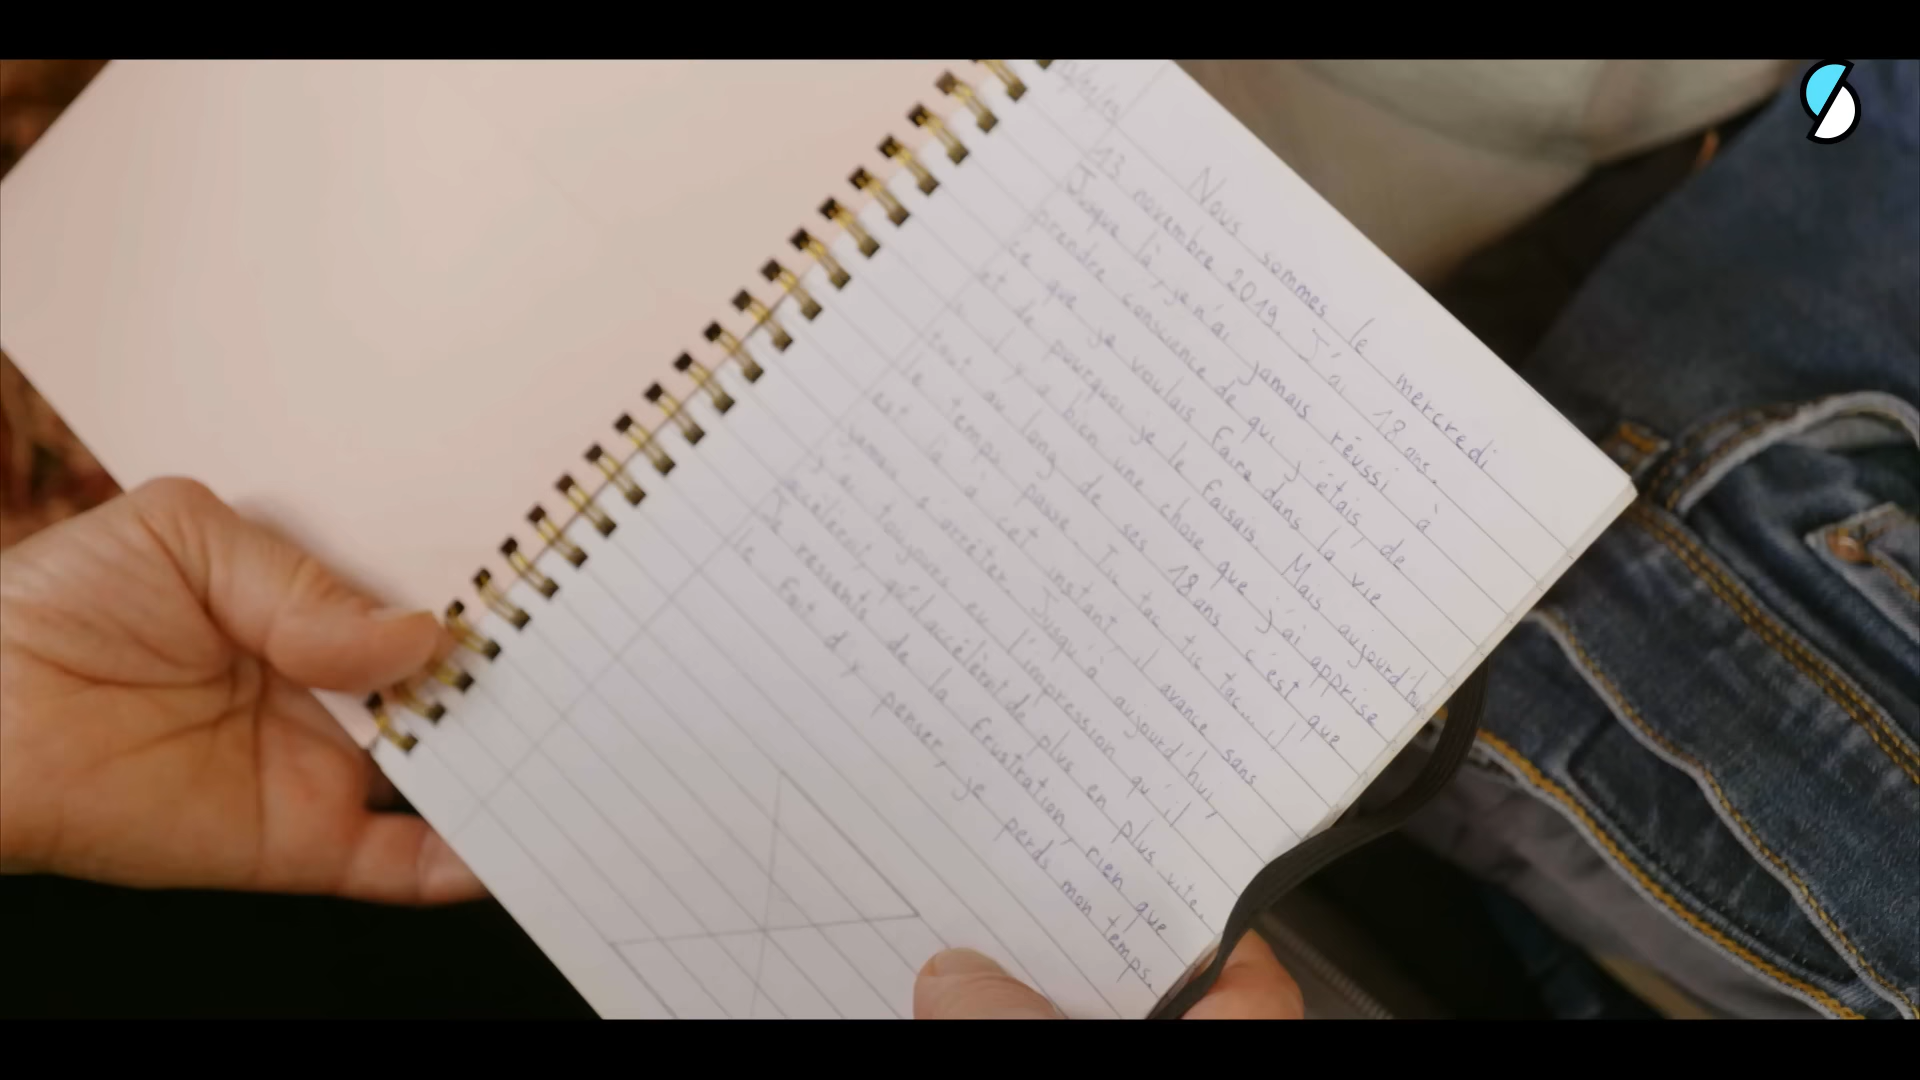 Nous sommes le mercredi
13 novembre 2019. J'ai 18 ans.
Jusque là, je n'ai jamais réussi à
prendre conscience de qui j'étais, de
ce que je voulais faire dans la vie
et de pourquoi je le faisais. Mais aujourd'hui
il y a bien une chose que j'ai apprise
tout au long de ses 18 ans c'est que
le temps passe. Tic tac tic tac... il
est là à cet instant, il avance sans
jamais s'arrêter. Jusqu'à aujourd'hui,
j'ai toujours eu l'impression qu'il
accélérait, qu'il accélérait de plus en plus vite.
Je ressents de la frustration, rien que
le fait d'y penser, je perds mon temps.